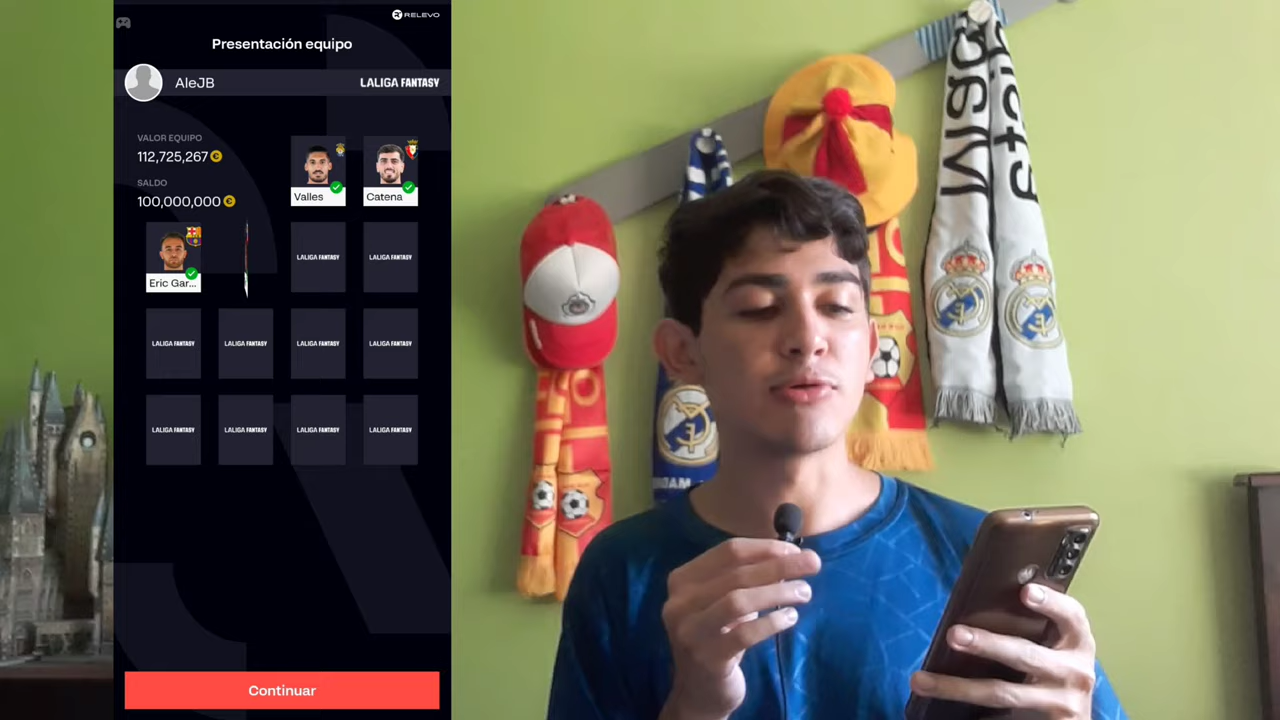 RELEVO
Presentación equipo
AleJB
LALIGA FANTASY
VALOR EQUIPO
112,725,267
SALDO
100,000,000
Valles
Catena
Eric Gar...
LALIGA FANTASY
LALIGA FANTASY
LALIGA FANTASY
LALIGA FANTASY
LALIGA FANTASY
LALIGA FANTASY
LALIGA FANTASY
LALIGA FANTASY
LALIGA FANTASY
LALIGA FANTASY
Continuar